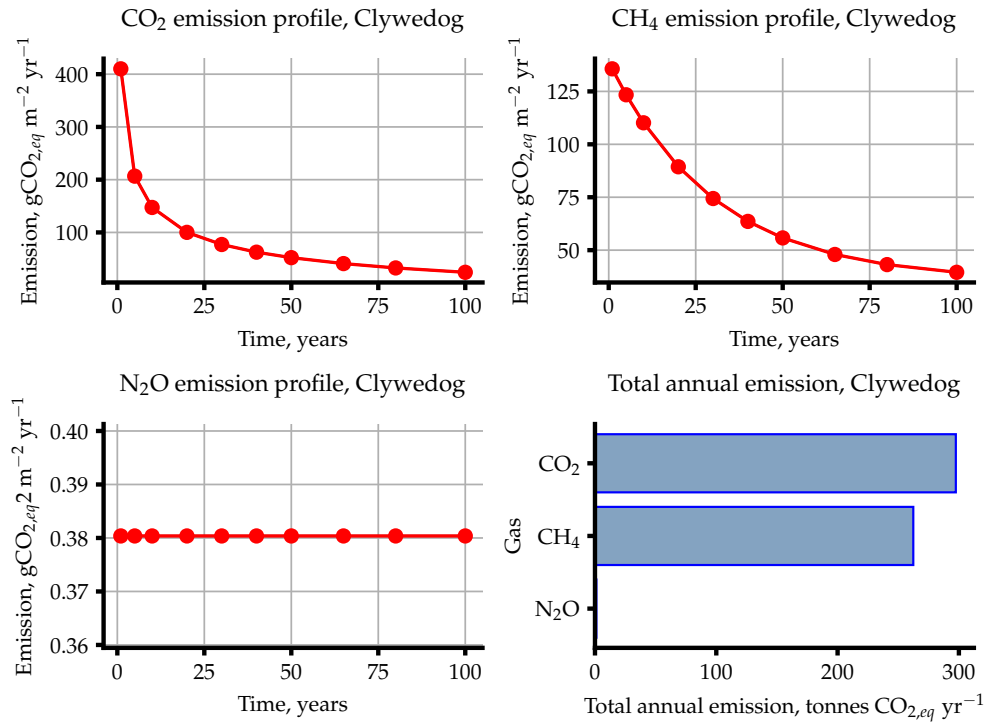 CO₂ emission profile, Clywedog
Emission, gCO₂,eq m⁻² yr⁻¹
400
300
200
100
0 25 50 75 100
Time, years
CH₄ emission profile, Clywedog
Emission, gCO₂,eq m⁻² yr⁻¹
125
100
75
50
0 25 50 75 100
Time, years
N₂O emission profile, Clywedog
Emission, gCO₂,eq2 m⁻² yr⁻¹
0.40
0.39
0.38
0.37
0.36
0 25 50 75 100
Time, years
Total annual emission, Clywedog
Gas
CO₂
CH₄
N₂O
0 100 200 300
Total annual emission, tonnes CO₂,eq yr⁻¹